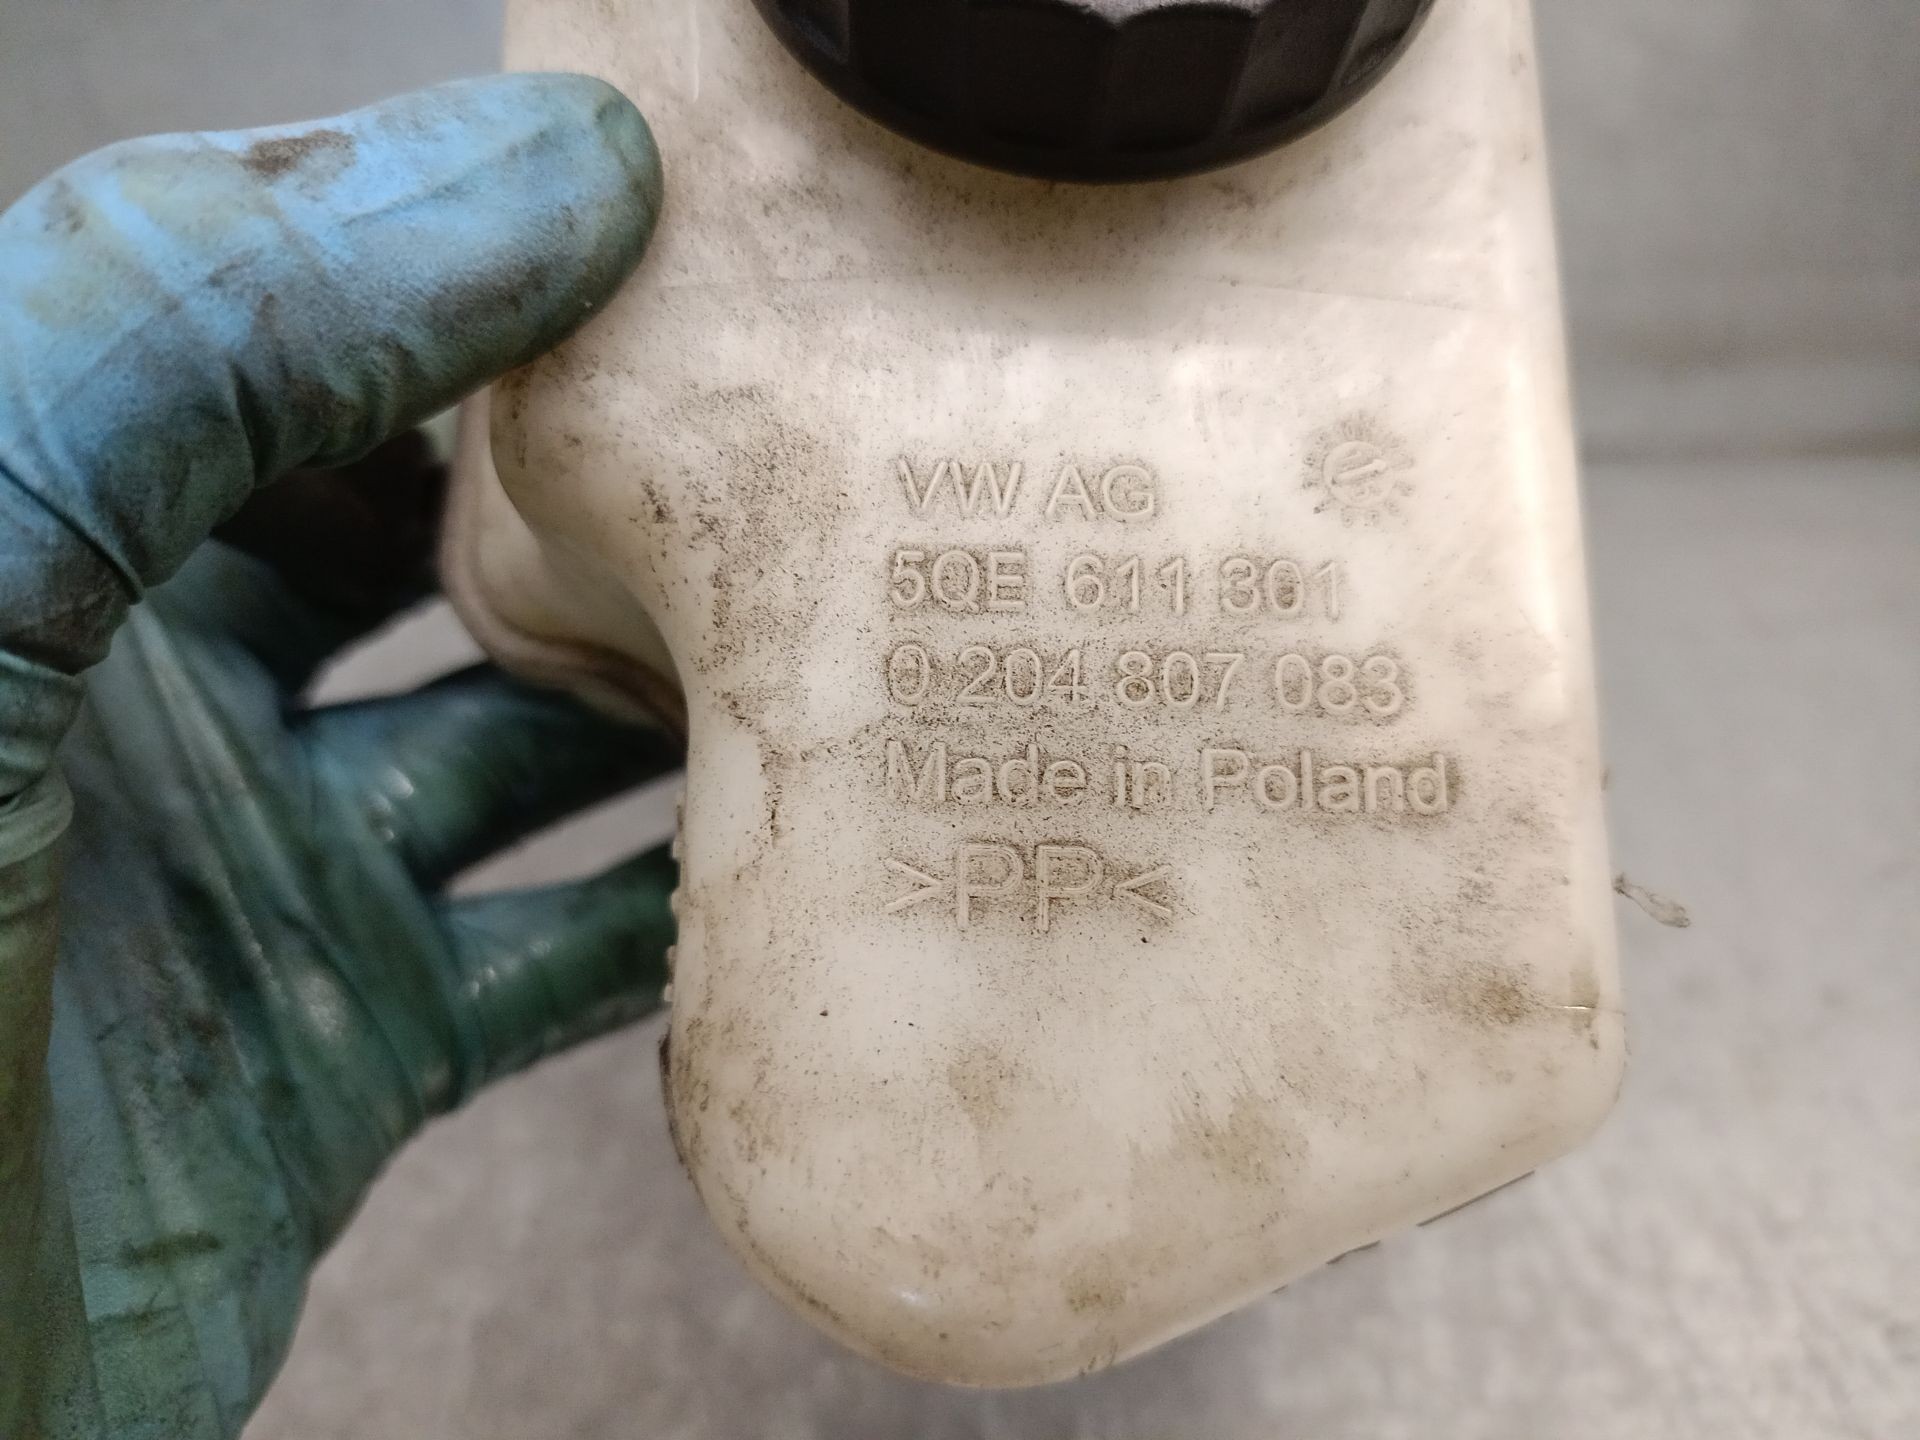 VW AG
5QE 611 301
0 204 807 083
Made in Poland
>PP<